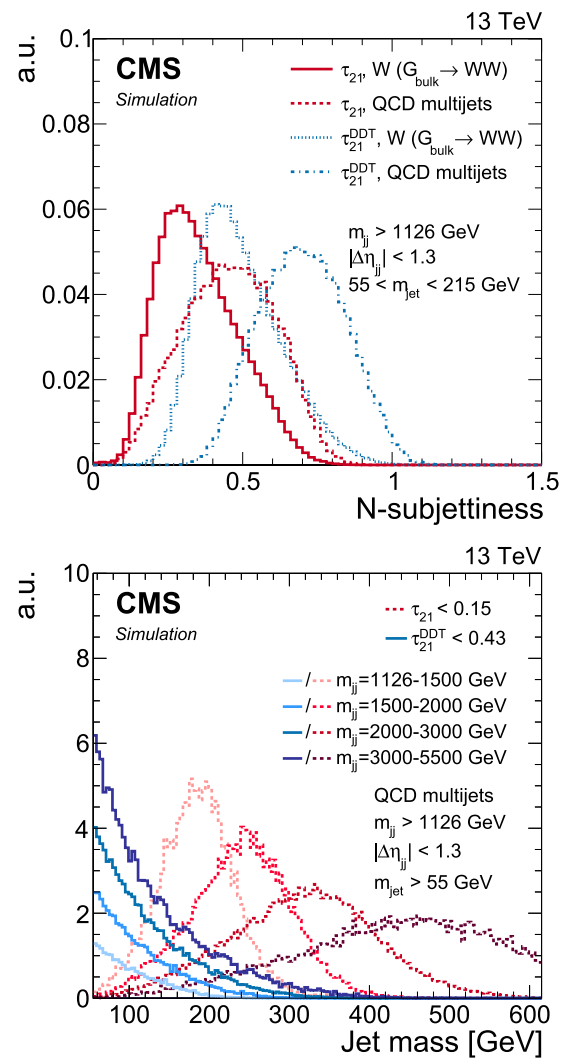 13 TeV
a.u.
0.1
CMS
Simulation
τ21, W (Gbulk→ WW)
τ21, QCD multijets
τ21DDT, W (Gbulk→ WW)
τ21DDT, QCD multijets
0.08
0.06
mjj > 1126 GeV
|Δηjj| < 1.3
55 < mjet < 215 GeV
0.04
0.02
0
0 0.5 1 1.5
N-subjettiness
13 TeV
a.u.
10
CMS
Simulation
τ21 < 0.15
τ21DDT < 0.43
8
/ mjj=1126-1500 GeV
/ mjj=1500-2000 GeV
/ mjj=2000-3000 GeV
/ mjj=3000-5500 GeV
6
QCD multijets
mjj > 1126 GeV
|Δηjj| < 1.3
mjet > 55 GeV
4
2
0
100 200 300 400 500 600
Jet mass [GeV]